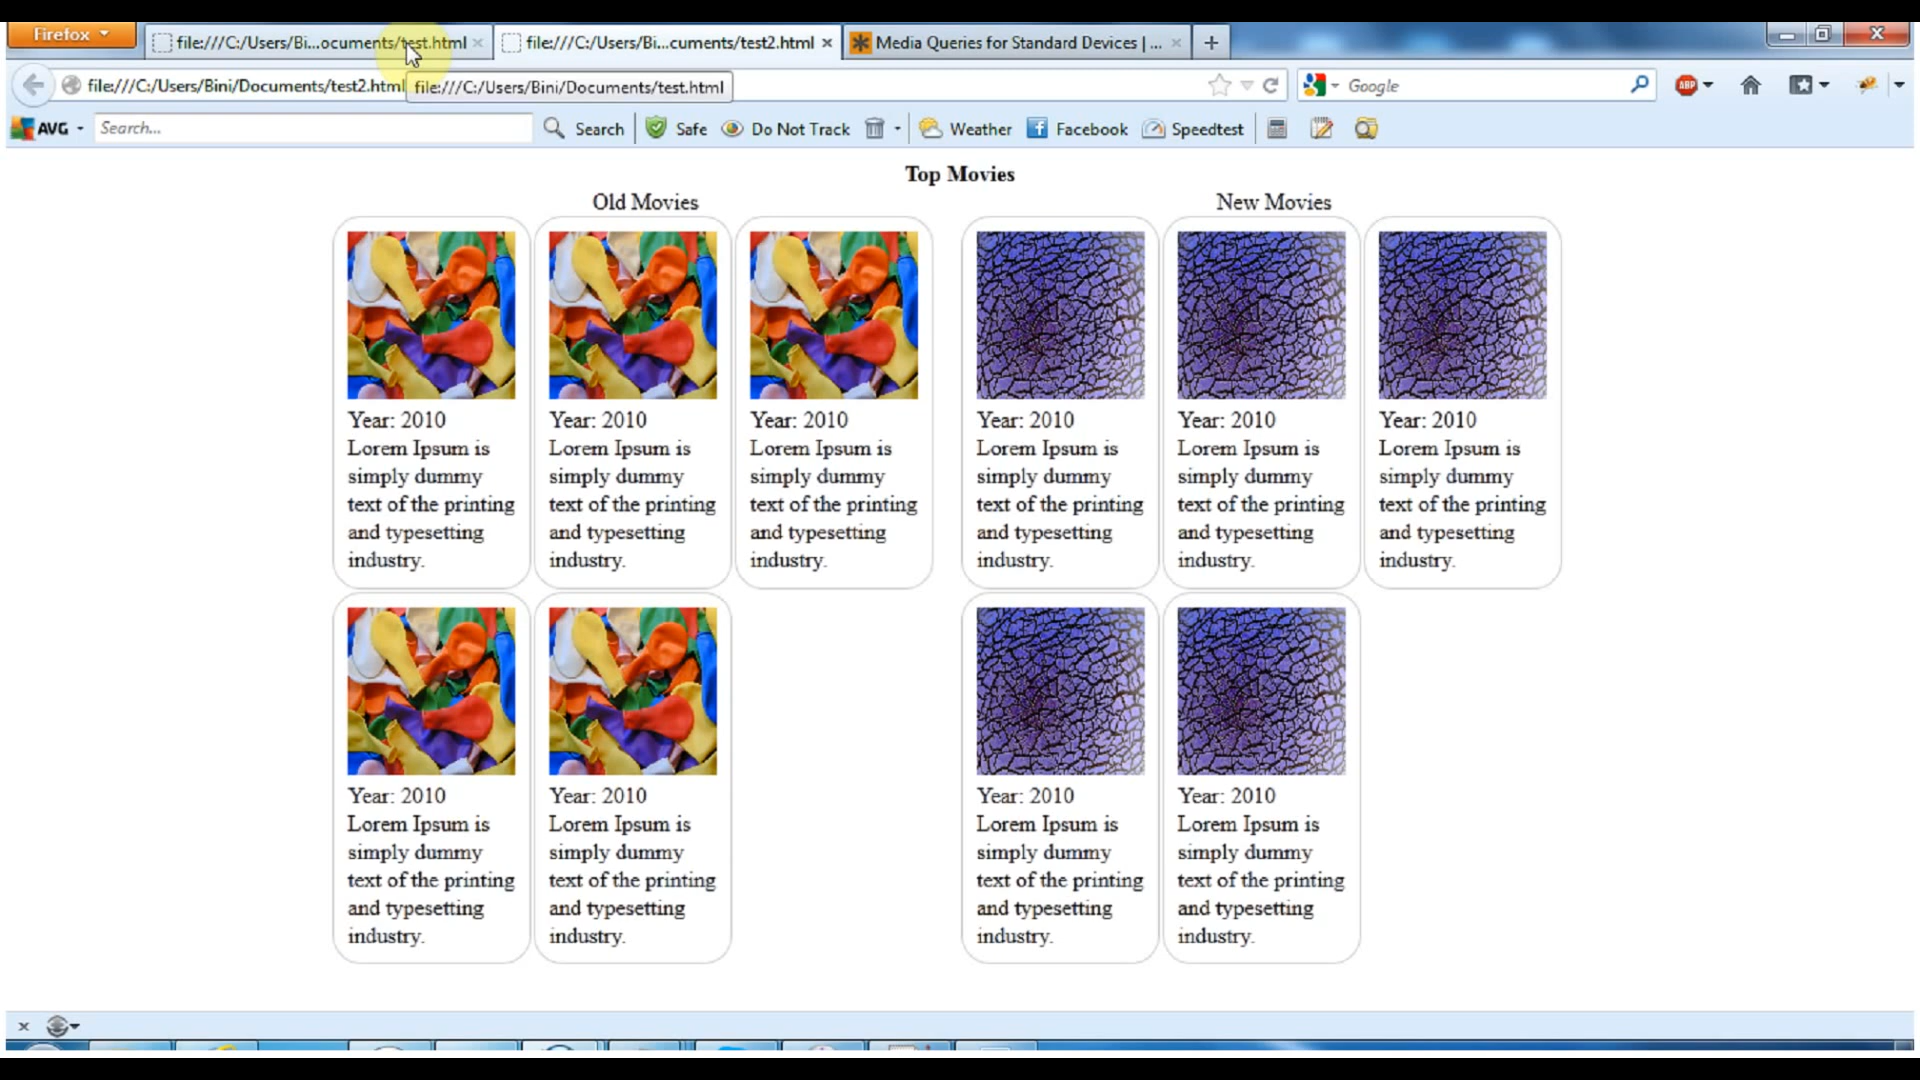 Firefox
file:///C:/Users/Bi...ocuments/test.html
file:///C:/Users/Bi...cuments/test2.html
Media Queries for Standard Devices | ...
file:///C:/Users/Bini/Documents/test2.html
file:///C:/Users/Bini/Documents/test.html
Google
ABP
AVG
Search...
Search
Safe
Do Not Track
Weather
Facebook
Speedtest
Top Movies
Old Movies
New Movies
Year: 2010
Lorem Ipsum is
simply dummy
text of the printing
and typesetting
industry.
Year: 2010
Lorem Ipsum is
simply dummy
text of the printing
and typesetting
industry.
Year: 2010
Lorem Ipsum is
simply dummy
text of the printing
and typesetting
industry.
Year: 2010
Lorem Ipsum is
simply dummy
text of the printing
and typesetting
industry.
Year: 2010
Lorem Ipsum is
simply dummy
text of the printing
and typesetting
industry.
Year: 2010
Lorem Ipsum is
simply dummy
text of the printing
and typesetting
industry.
Year: 2010
Lorem Ipsum is
simply dummy
text of the printing
and typesetting
industry.
Year: 2010
Lorem Ipsum is
simply dummy
text of the printing
and typesetting
industry.
Year: 2010
Lorem Ipsum is
simply dummy
text of the printing
and typesetting
industry.
Year: 2010
Lorem Ipsum is
simply dummy
text of the printing
and typesetting
industry.